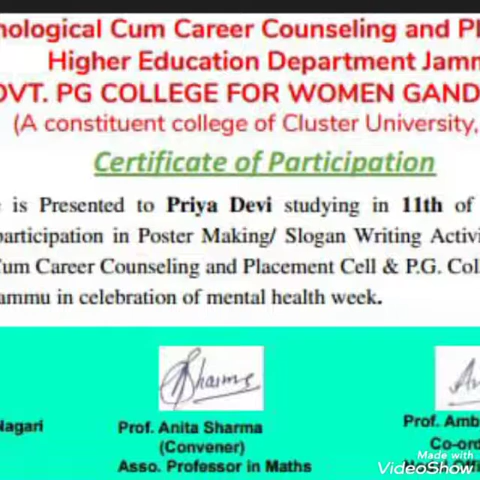 nological Cum Career Counseling and Pl
Higher Education Department Jamm
OVT. PG COLLEGE FOR WOMEN GAND
(A constituent college of Cluster University,
Certificate of Participation
is Presented to Priya Devi studying in 11th of
participation in Poster Making/ Slogan Writing Activi
Cum Career Counseling and Placement Cell & P.G. Col
ammu in celebration of mental health week.
Sharma
Nagari
Prof. Anita Sharma
(Convener)
Asso. Professor in Maths
Prof. Amb
Co-ord
Made with
VideoShow